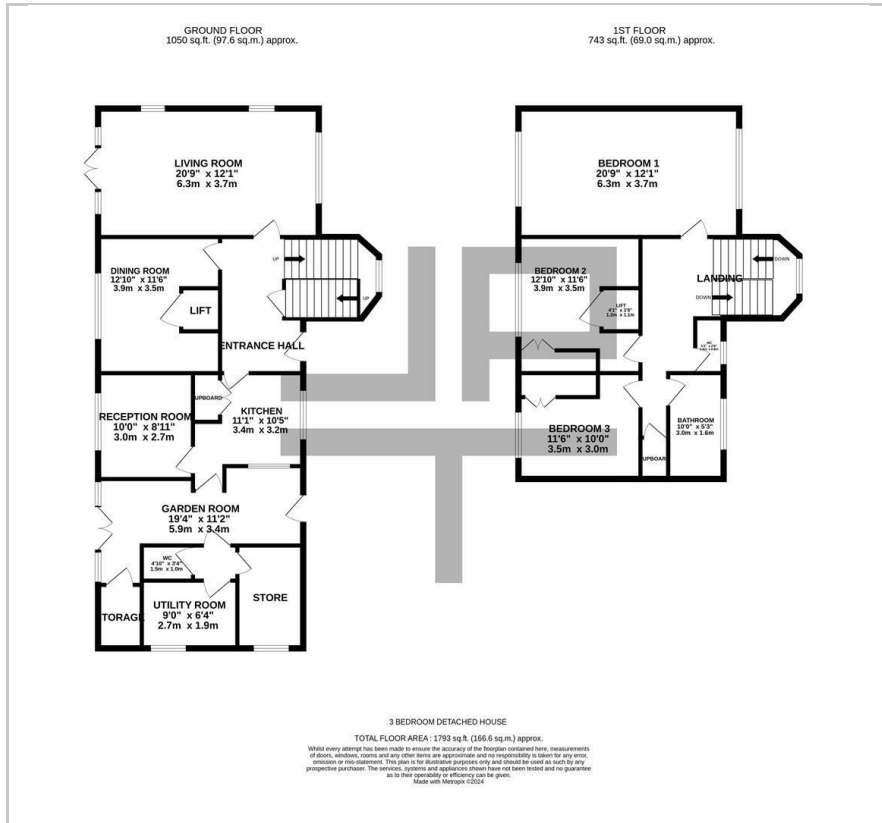 GROUND FLOOR
1050 sq.ft. (97.6 sq.m.) approx.
1ST FLOOR
743 sq.ft. (69.0 sq.m.) approx.
LIVING ROOM
20'9" x 12'1"
6.3m x 3.7m
DINING ROOM
12'10" x 11'6"
3.9m x 3.5m
LIFT
UP
UP
ENTRANCE HALL
RECEPTION ROOM
10'0" x 8'11"
3.0m x 2.7m
UPBOARD
KITCHEN
11'1" x 10'5"
3.4m x 3.2m
GARDEN ROOM
19'4" x 11'2"
5.9m x 3.4m
WC
4'10" x 3'4"
1.5m x 1.0m
UTILITY ROOM
9'0" x 6'4"
2.7m x 1.9m
STORE
TORAGE
BEDROOM 1
20'9" x 12'1"
6.3m x 3.7m
BEDROOM 2
12'10" x 11'6"
3.9m x 3.5m
LIFT
4'1" x 3'8"
1.2m x 1.1m
LANDING
DOWN
DOWN
WC
BATHROOM
10'0" x 5'3"
3.0m x 1.6m
BEDROOM 3
11'6" x 10'0"
3.5m x 3.0m
UPBOAR
3 BEDROOM DETACHED HOUSE
TOTAL FLOOR AREA : 1793 sq.ft. (166.6 sq.m.) approx.
Whilst every attempt has been made to ensure the accuracy of the floorplan contained here, measurements
of doors, windows, rooms and any other items are approximate and no responsibility is taken for any error,
omission or mis-statement. This plan is for illustrative purposes only and should be used as such by any
prospective purchaser. The services, systems and appliances shown have not been tested and no guarantee
as to their operability or efficiency can be given.
Made with Metropix ©2024